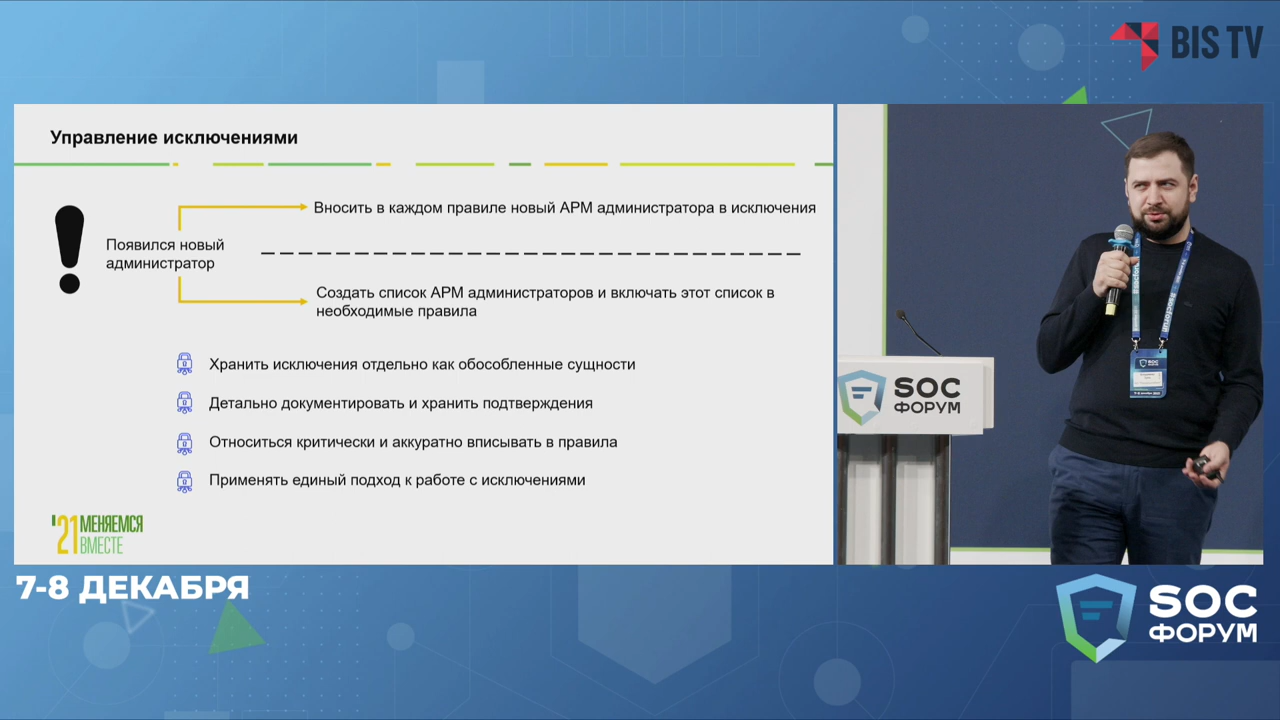 BIS TV
Управление исключениями
Вносить в каждом правиле новый АРМ администратора в исключения
Появился новый
администратор
Создать список АРМ администраторов и включать этот список в
необходимые правила
Хранить исключения отдельно как обособленные сущности
Детально документировать и хранить подтверждения
Относиться критически и аккуратно вписывать в правила
Применять единый подход к работе с исключениями
'21 МЕНЯЕМСЯ
ВМЕСТЕ
SOC
ФОРУМ
7-8 ДЕКАБРЯ
SOC
ФОРУМ